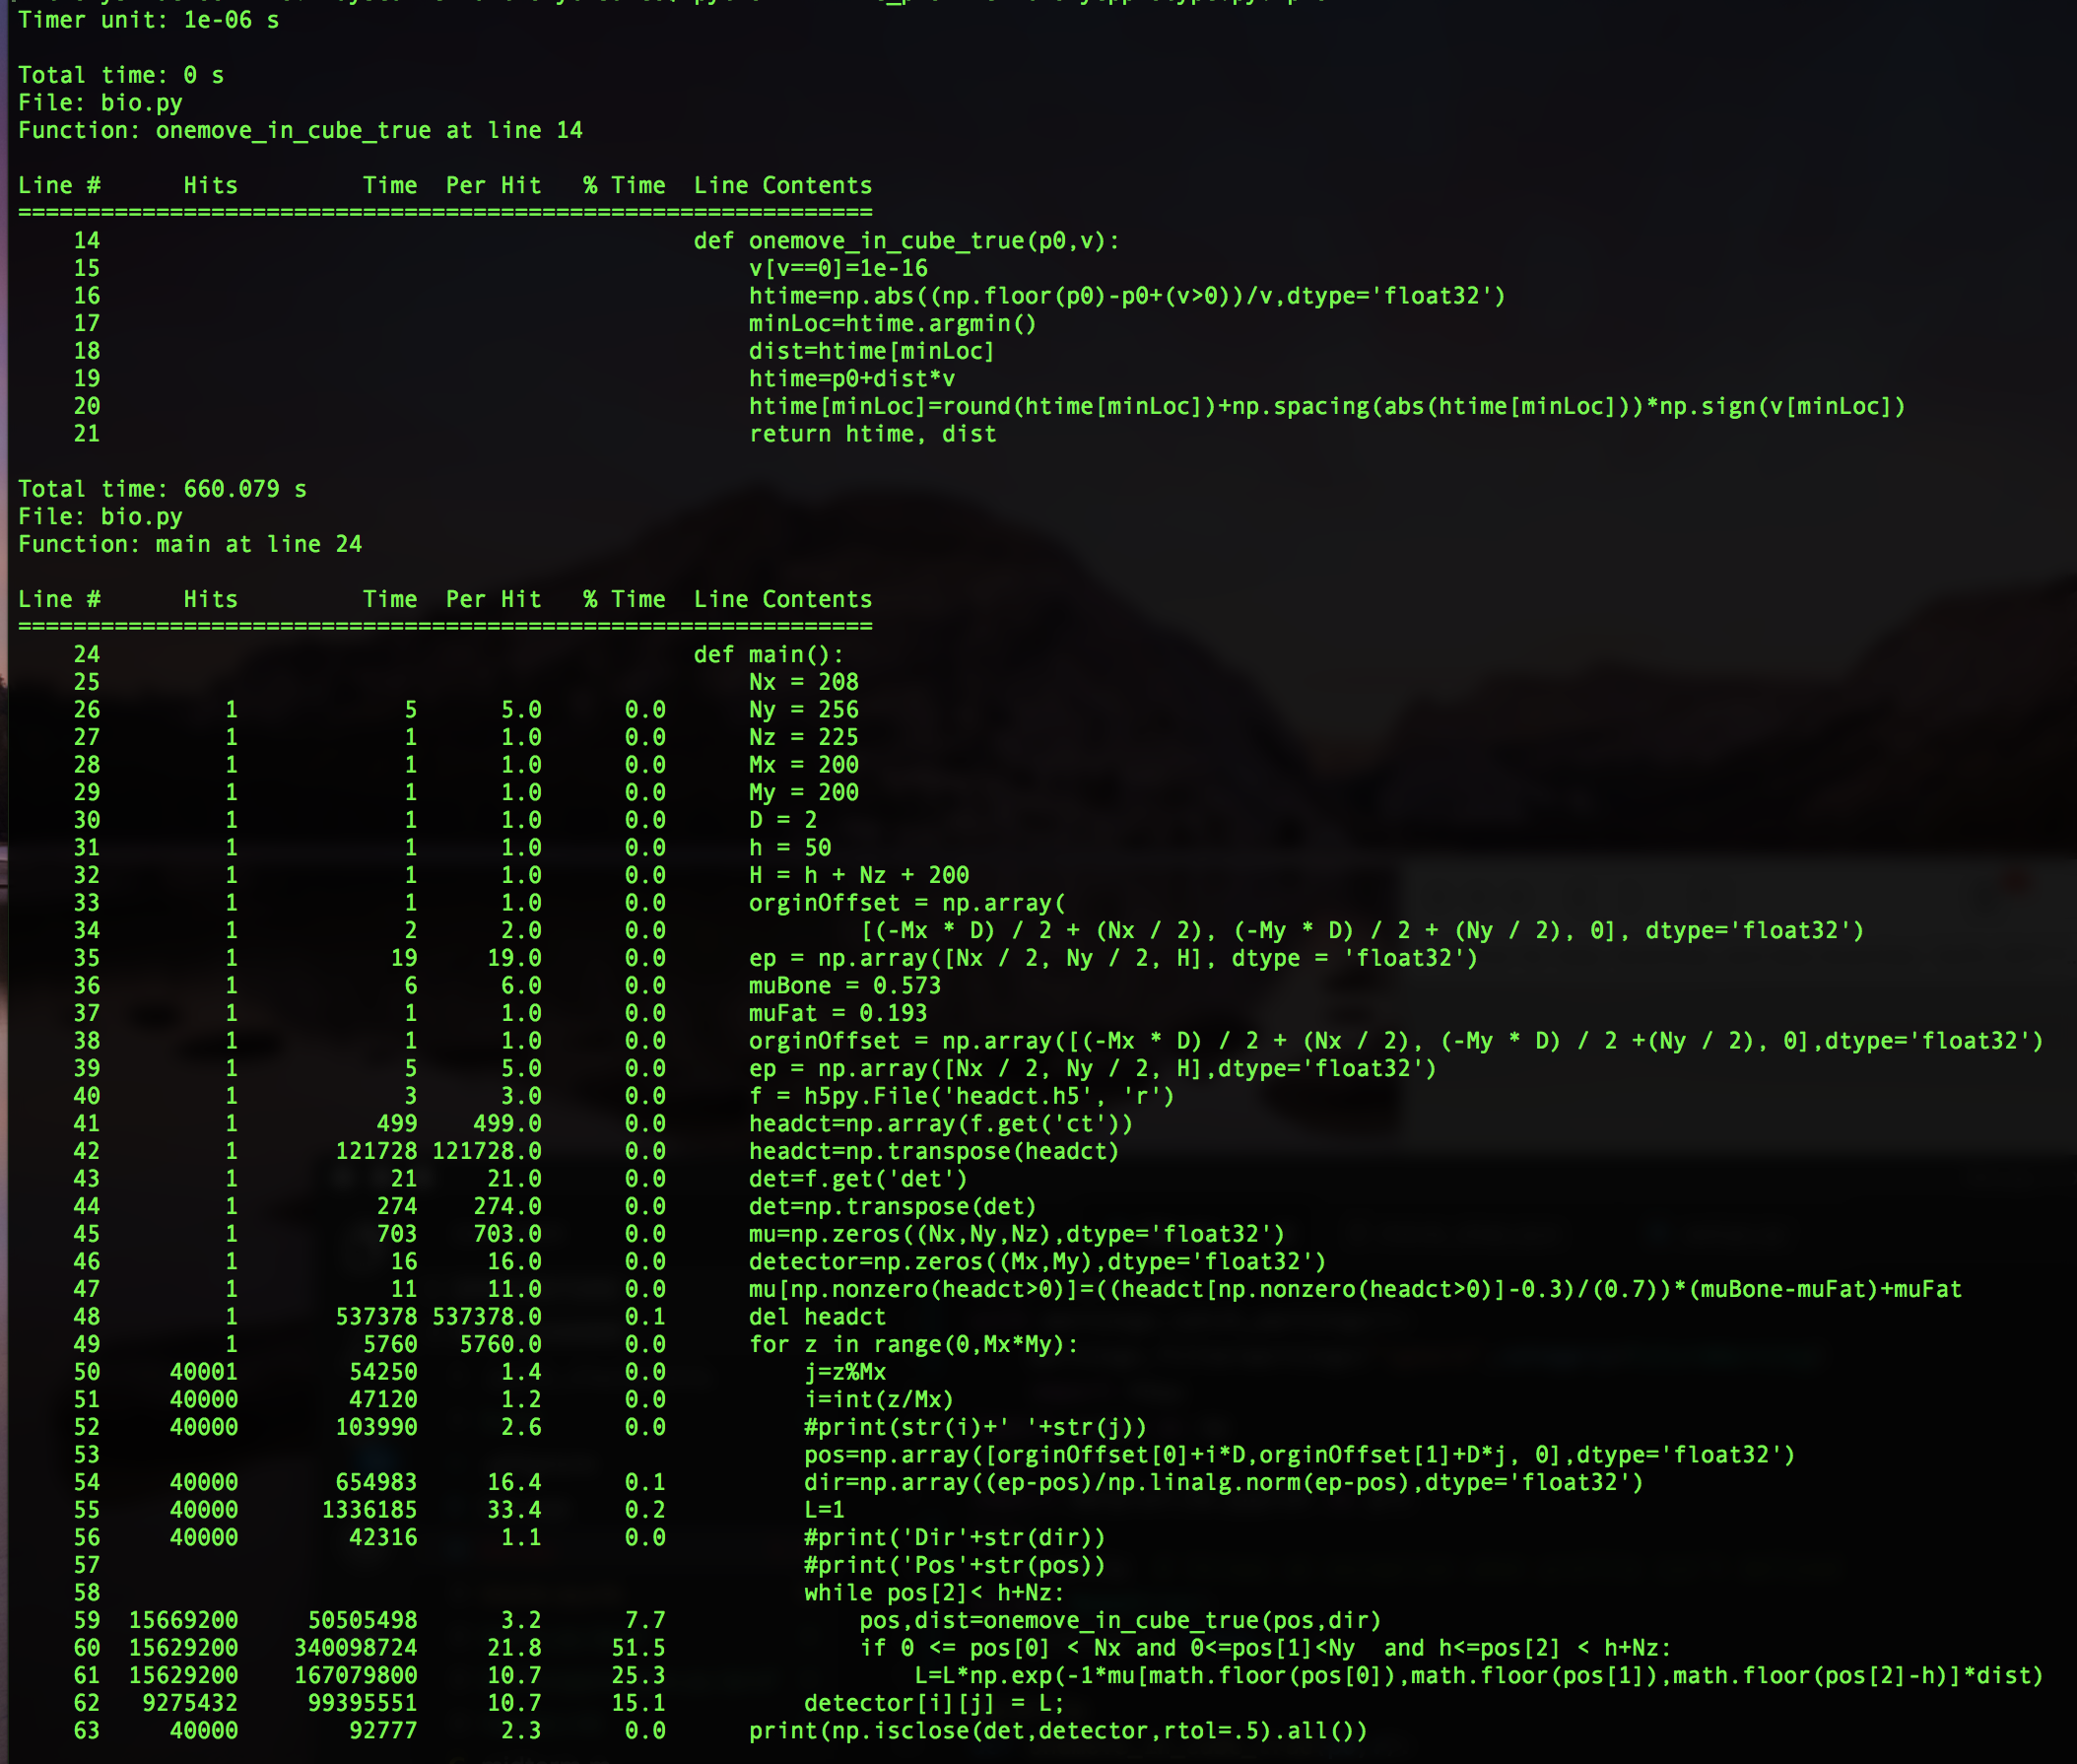 Timer unit: 1e-06 s
Total time: 0 s
File: bio.py
Function: onemove_in_cube_true at line 14
Line #      Hits         Time  Per Hit   % Time  Line Contents
==============================================================
    14                                           def onemove_in_cube_true(p0,v):
    15                                               v[v==0]=1e-16
    16                                               htime=np.abs((np.floor(p0)-p0+(v>0))/v,dtype='float32')
    17                                               minLoc=htime.argmin()
    18                                               dist=htime[minLoc]
    19                                               htime=p0+dist*v
    20                                               htime[minLoc]=round(htime[minLoc])+np.spacing(abs(htime[minLoc]))*np.sign(v[minLoc])
    21                                               return htime, dist
Total time: 660.079 s
File: bio.py
Function: main at line 24
Line #      Hits         Time  Per Hit   % Time  Line Contents
==============================================================
    24                                           def main():
    25                                               Nx = 208
    26         1            5      5.0      0.0      Ny = 256
    27         1            1      1.0      0.0      Nz = 225
    28         1            1      1.0      0.0      Mx = 200
    29         1            1      1.0      0.0      My = 200
    30         1            1      1.0      0.0      D = 2
    31         1            1      1.0      0.0      h = 50
    32         1            1      1.0      0.0      H = h + Nz + 200
    33         1            1      1.0      0.0      orginOffset = np.array(
    34         1            2      2.0      0.0              [(-Mx * D) / 2 + (Nx / 2), (-My * D) / 2 + (Ny / 2), 0], dtype='float32')
    35         1           19     19.0      0.0      ep = np.array([Nx / 2, Ny / 2, H], dtype = 'float32')
    36         1            6      6.0      0.0      muBone = 0.573
    37         1            1      1.0      0.0      muFat = 0.193
    38         1            1      1.0      0.0      orginOffset = np.array([(-Mx * D) / 2 + (Nx / 2), (-My * D) / 2 +(Ny / 2), 0],dtype='float32')
    39         1            5      5.0      0.0      ep = np.array([Nx / 2, Ny / 2, H],dtype='float32')
    40         1            3      3.0      0.0      f = h5py.File('headct.h5', 'r')
    41         1          499    499.0      0.0      headct=np.array(f.get('ct'))
    42         1       121728 121728.0      0.0      headct=np.transpose(headct)
    43         1           21     21.0      0.0      det=f.get('det')
    44         1          274    274.0      0.0      det=np.transpose(det)
    45         1          703    703.0      0.0      mu=np.zeros((Nx,Ny,Nz),dtype='float32')
    46         1           16     16.0      0.0      detector=np.zeros((Mx,My),dtype='float32')
    47         1           11     11.0      0.0      mu[np.nonzero(headct>0)]=((headct[np.nonzero(headct>0)]-0.3)/(0.7))*(muBone-muFat)+muFat
    48         1       537378 537378.0      0.1      del headct
    49         1         5760   5760.0      0.0      for z in range(0,Mx*My):
    50     40001        54250      1.4      0.0          j=z%Mx
    51     40000        47120      1.2      0.0          i=int(z/Mx)
    52     40000       103990      2.6      0.0          #print(str(i)+' '+str(j))
    53                                                   pos=np.array([orginOffset[0]+i*D,orginOffset[1]+D*j, 0],dtype='float32')
    54     40000       654983     16.4      0.1          dir=np.array((ep-pos)/np.linalg.norm(ep-pos),dtype='float32')
    55     40000      1336185     33.4      0.2          L=1
    56     40000        42316      1.1      0.0          #print('Dir'+str(dir))
    57                                                   #print('Pos'+str(pos))
    58                                                   while pos[2]< h+Nz:
    59  15669200     50505498      3.2      7.7              pos,dist=onemove_in_cube_true(pos,dir)
    60  15629200    340098724     21.8     51.5              if 0 <= pos[0] < Nx and 0<=pos[1]<Ny  and h<=pos[2] < h+Nz:
    61  15629200    167079800     10.7     25.3                  L=L*np.exp(-1*mu[math.floor(pos[0]),math.floor(pos[1]),math.floor(pos[2]-h)]*dist)
    62   9275432     99395551     10.7     15.1          detector[i][j] = L;
    63     40000        92777      2.3      0.0      print(np.isclose(det,detector,rtol=.5).all())